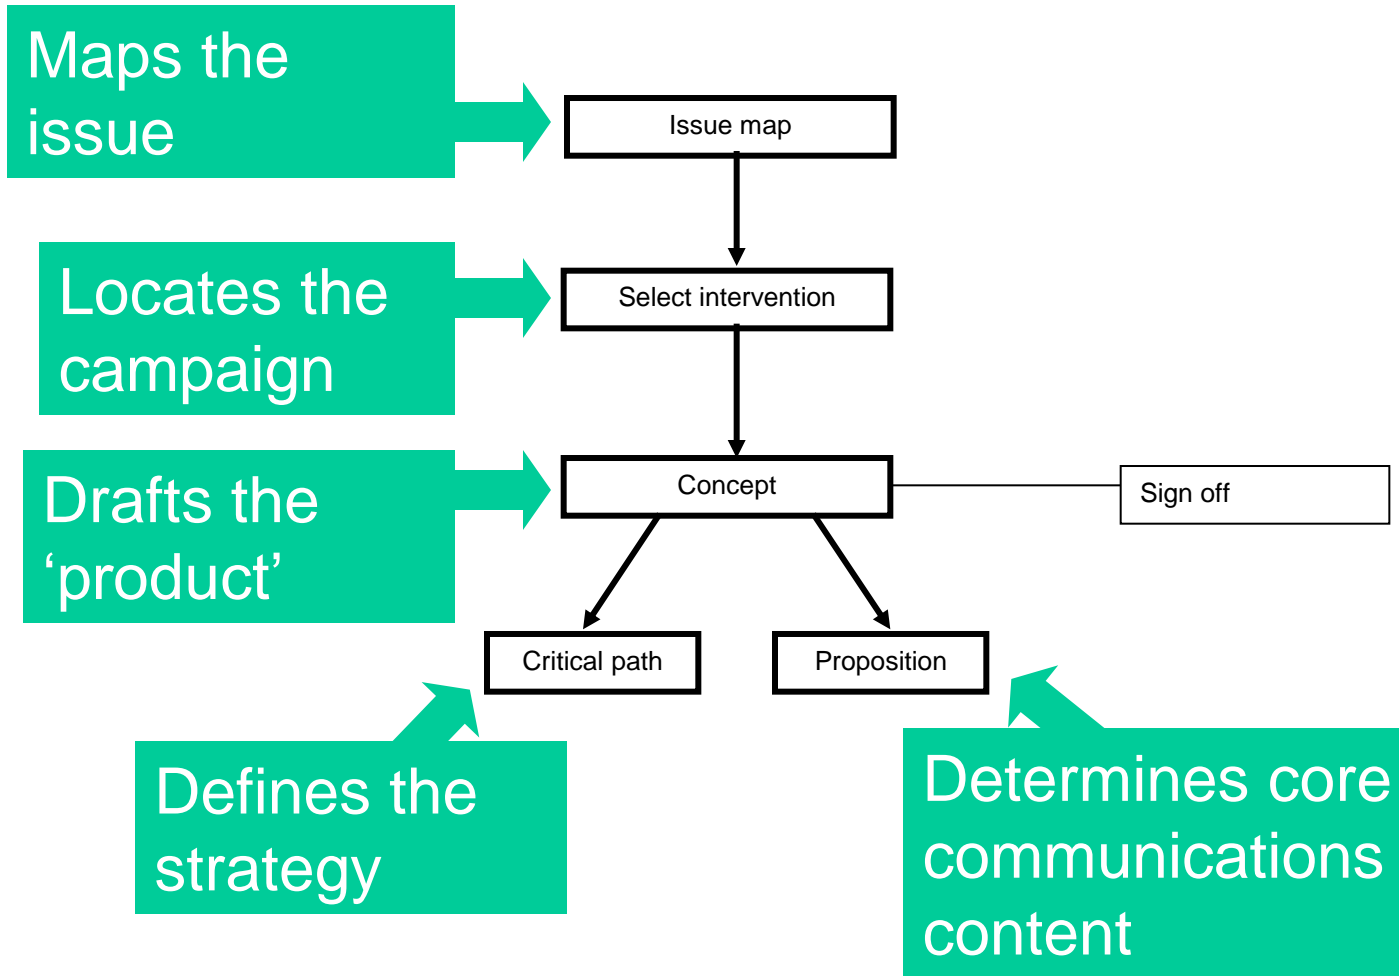 Maps the
issue
Issue map
Locates the
campaign
Select intervention
Drafts the
‘product’
Concept
Sign off
Critical path
Proposition
Defines the
strategy
Determines core
communications
content